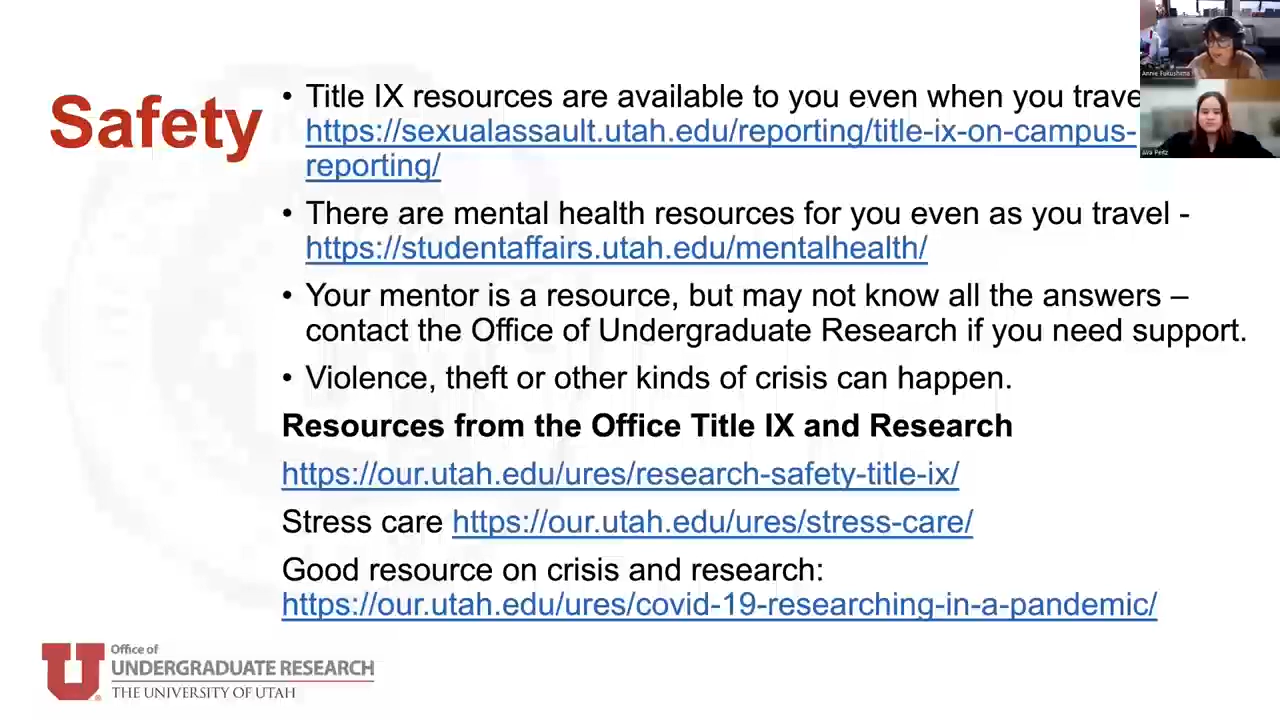 Safety
• Title IX resources are available to you even when you trave
https://sexualassault.utah.edu/reporting/title-ix-on-campus-
reporting/
• There are mental health resources for you even as you travel -
https://studentaffairs.utah.edu/mentalhealth/
• Your mentor is a resource, but may not know all the answers –
contact the Office of Undergraduate Research if you need support.
• Violence, theft or other kinds of crisis can happen.
Resources from the Office Title IX and Research
https://our.utah.edu/ures/research-safety-title-ix/
Stress care https://our.utah.edu/ures/stress-care/
Good resource on crisis and research:
https://our.utah.edu/ures/covid-19-researching-in-a-pandemic/
U
Office of
UNDERGRADUATE RESEARCH
THE UNIVERSITY OF UTAH
Annie Fukushima